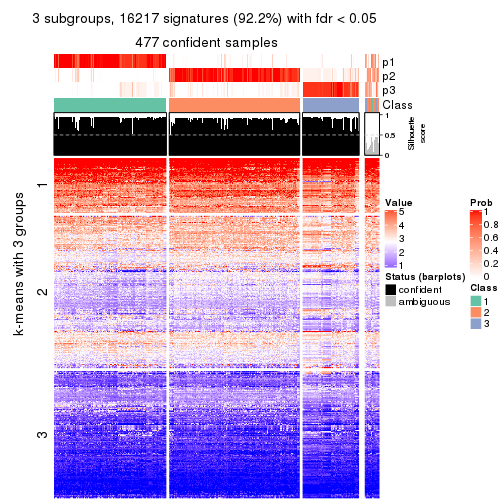 3 subgroups, 16217 signatures (92.2%) with fdr < 0.05
477 confident samples
p1
p2
p3
Class
1
0.5
0
Silhouette
score
k-means with 3 groups
1
2
3
Value
5
4
3
2
1
Status (barplots)
confident
ambiguous
Prob
1
0.8
0.6
0.4
0.2
0
Class
1
2
3